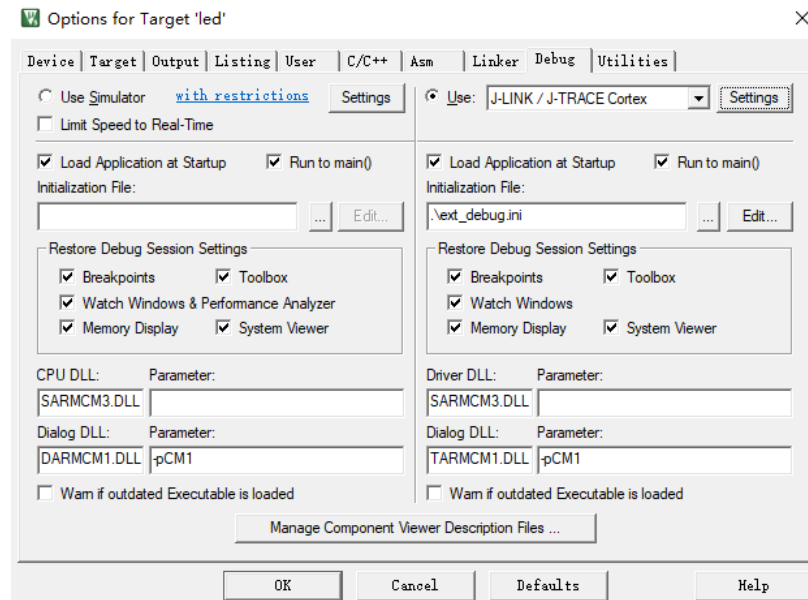 Options for Target 'led'
Device Target Output Listing User C/C++ Asm Linker Debug Utilities
Use Simulator with restrictions Settings
Limit Speed to Real-Time
Use: J-LINK / J-TRACE Cortex Settings
Load Application at Startup Run to main()
Initialization File:
... Edit...
Restore Debug Session Settings
Breakpoints Toolbox
Watch Windows & Performance Analyzer
Memory Display System Viewer
CPU DLL: Parameter:
SARMCM3.DLL
Dialog DLL: Parameter:
DARMCM1.DLL -pCM1
Warn if outdated Executable is loaded
Load Application at Startup Run to main()
Initialization File:
.\ext_debug.ini ... Edit...
Restore Debug Session Settings
Breakpoints Toolbox
Watch Windows
Memory Display System Viewer
Driver DLL: Parameter:
SARMCM3.DLL
Dialog DLL: Parameter:
TARMCM1.DLL -pCM1
Warn if outdated Executable is loaded
Manage Component Viewer Description Files ...
OK Cancel Defaults Help